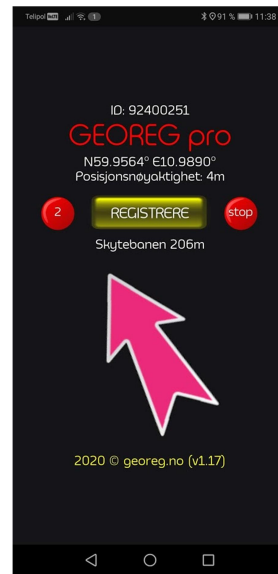 Telipol 91 % 11:38
ID: 92400251
GEOREG pro
N59.9564° E10.9890°
Posisjonsnøyaktighet: 4m
2 REGISTRERE stop
Skytebanen 206m
2020 © georeg.no (v1.17)